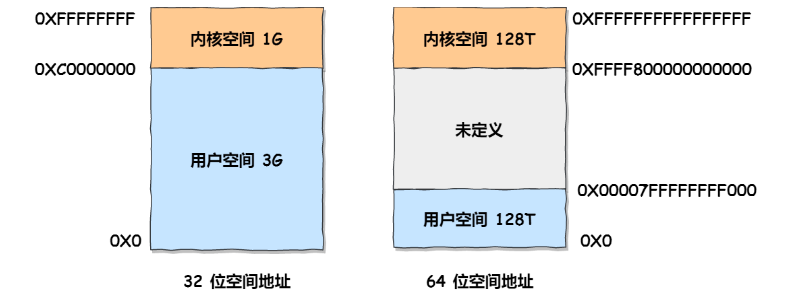 0XFFFFFFFF
内核空间 1G
0XC0000000
用户空间 3G
0X0
32 位空间地址
内核空间 128T
0XFFFFFFFFFFFFFFFF
0XFFFF800000000000
未定义
0X00007FFFFFFFF000
用户空间 128T
0X0
64 位空间地址